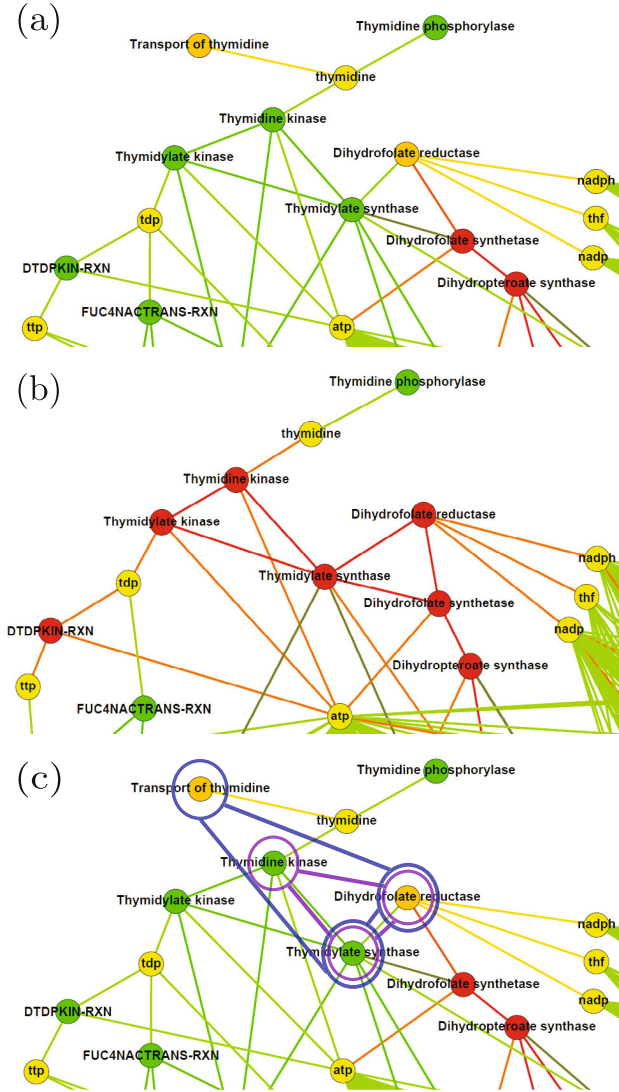 (a)
Thymidine phosphorylase
Transport of thymidine
thymidine
Thymidine kinase
Thymidylate kinase
Dihydrofolate reductase
nadph
Thymidylate synthase
tdp
thf
Dihydrofolate synthetase
nadp
DTDPKIN-RXN
Dihydropteroate synthase
FUC4NACTRANS-RXN
ttp
atp
(b)
Thymidine phosphorylase
thymidine
Thymidine kinase
Thymidylate kinase
Dihydrofolate reductase
nadph
Thymidylate synthase
tdp
thf
Dihydrofolate synthetase
nadp
DTDPKIN-RXN
Dihydropteroate synthase
ttp
FUC4NACTRANS-RXN
atp
(c)
Thymidine phosphorylase
Transport of thymidine
thymidine
Thymidine kinase
Thymidylate kinase
Dihydrofolate reductase
nadph
Thymidylate synthase
tdp
thf
Dihydrofolate synthetase
nadp
DTDPKIN-RXN
Dihydropteroate synthase
FUC4NACTRANS-RXN
ttp
atp